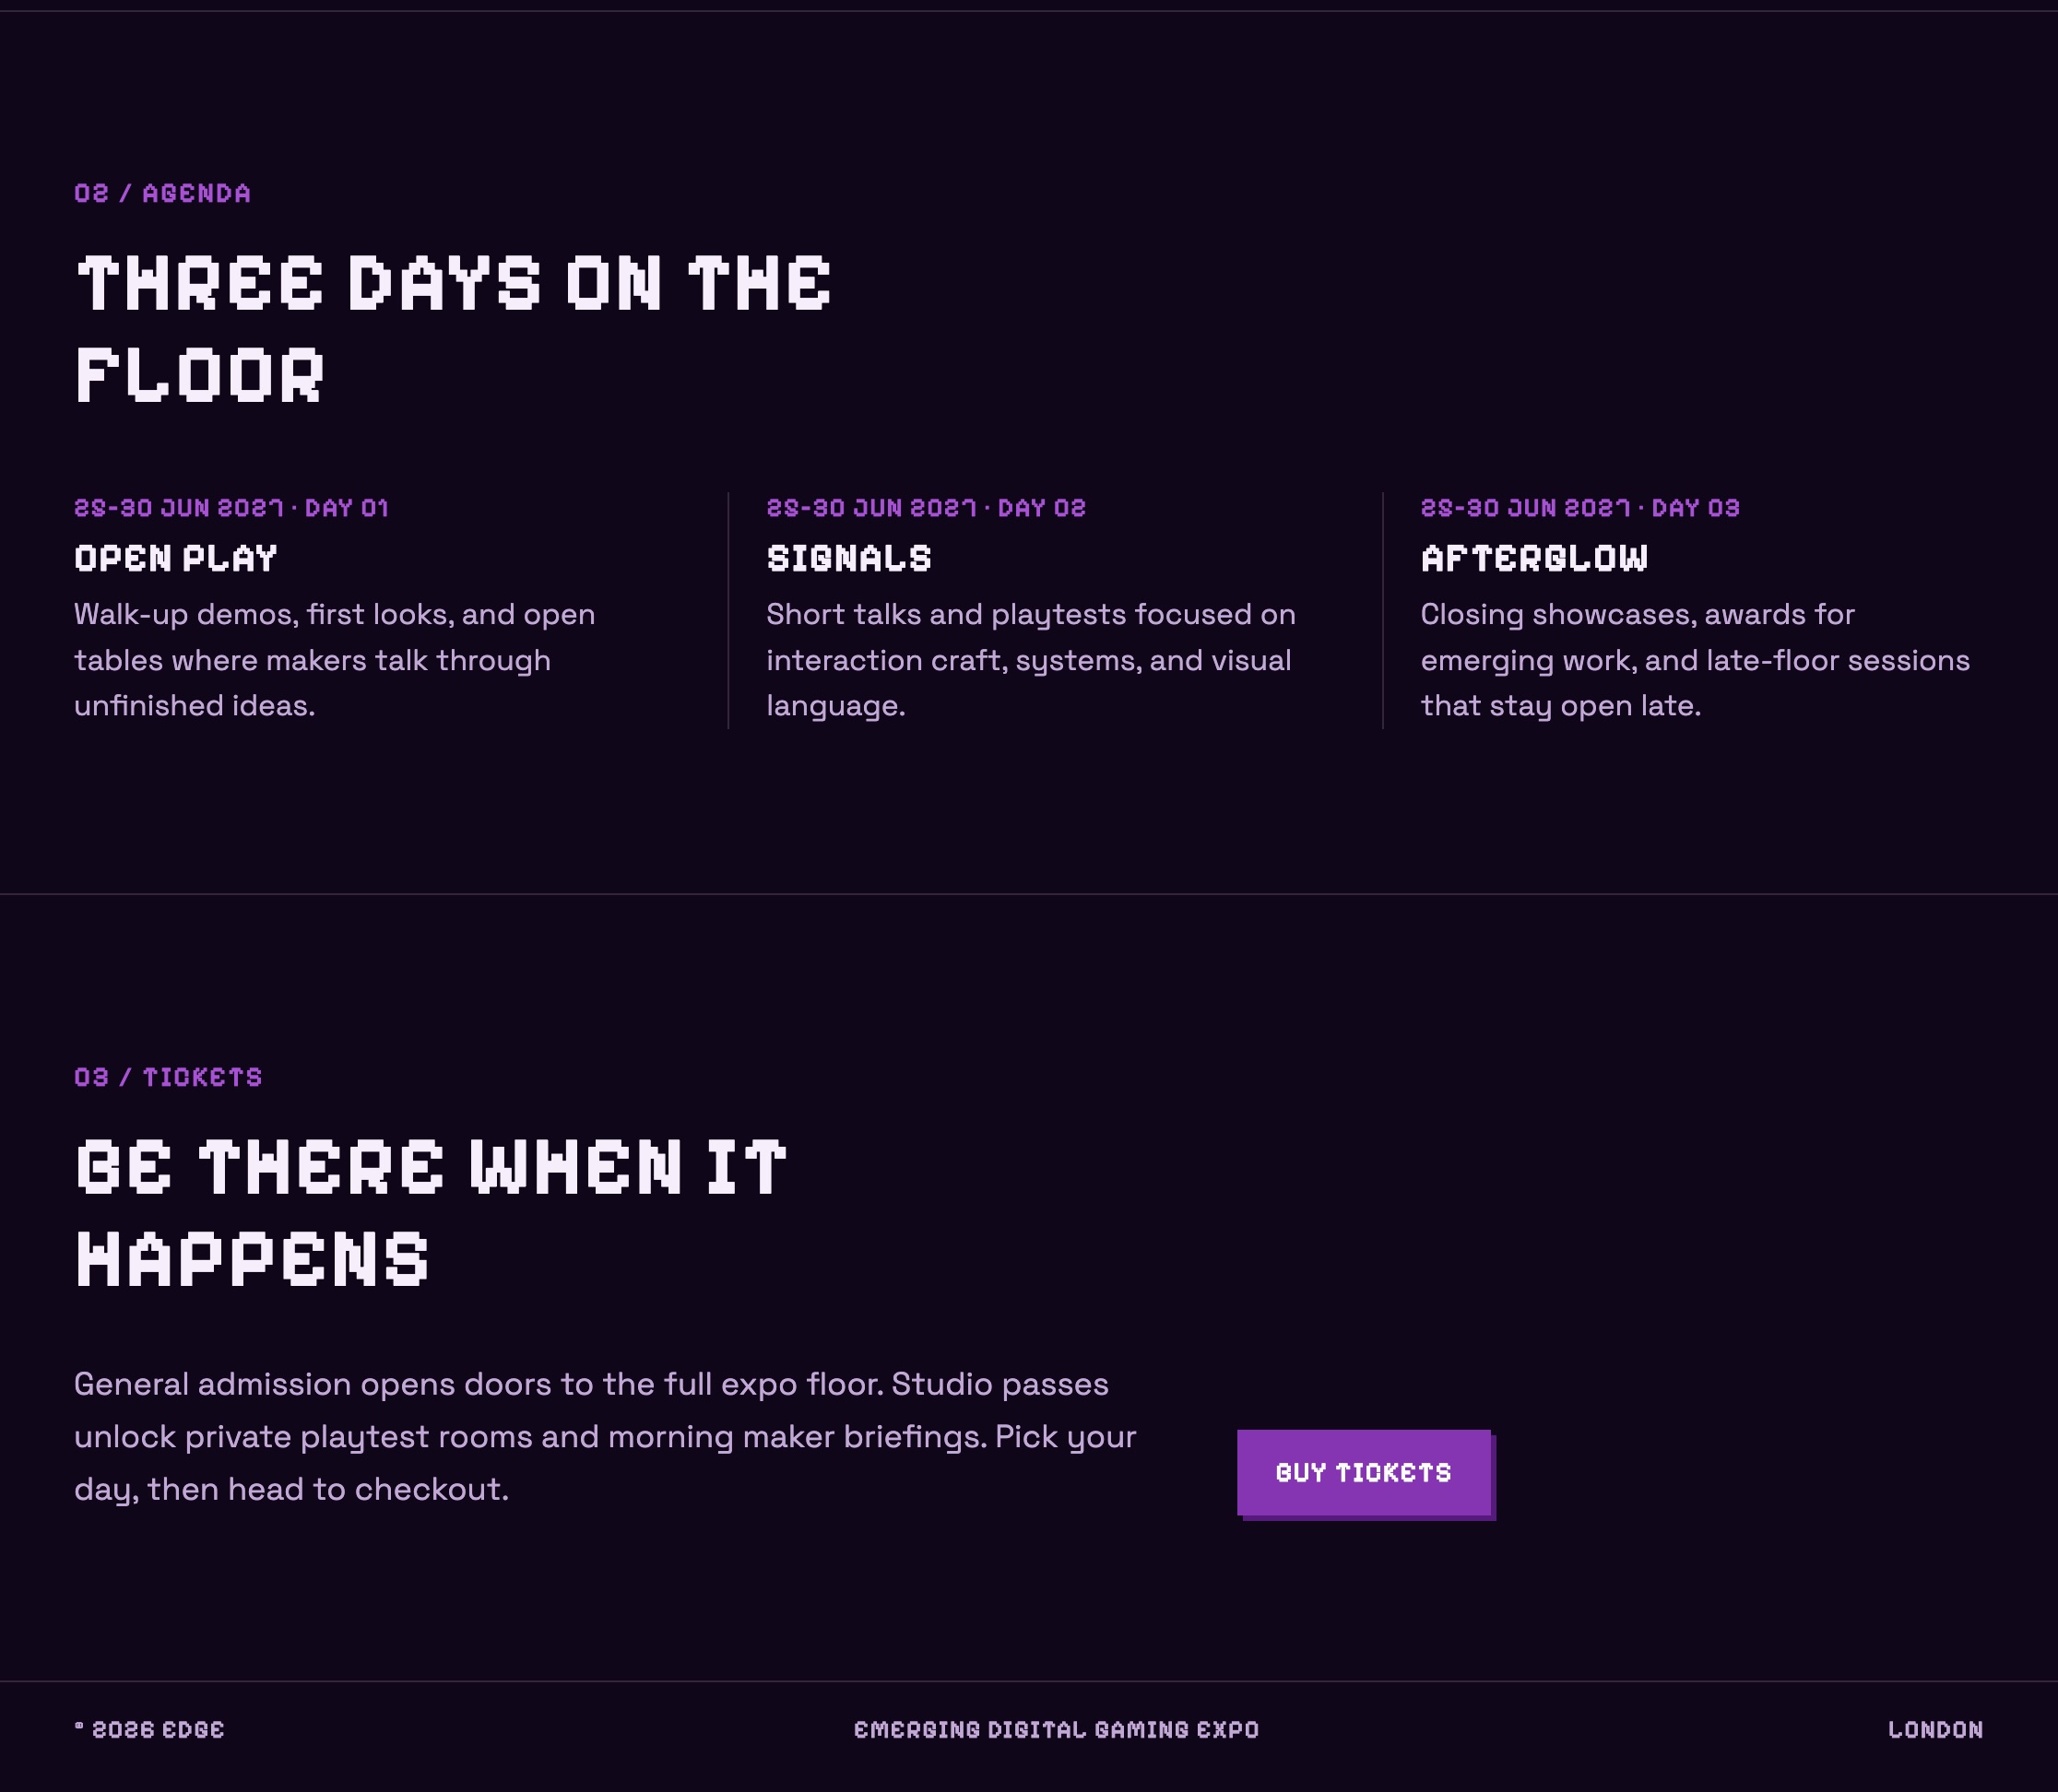 02 / AGENDA
THREE DAYS ON THE
FLOOR
28-30 JUN 2027 · DAY 01
OPEN PLAY
Walk-up demos, first looks, and open
tables where makers talk through
unfinished ideas.
28-30 JUN 2027 · DAY 02
SIGNALS
Short talks and playtests focused on
interaction craft, systems, and visual
language.
28-30 JUN 2027 · DAY 03
AFTERGLOW
Closing showcases, awards for
emerging work, and late-floor sessions
that stay open late.
03 / TICKETS
BE THERE WHEN IT
HAPPENS
General admission opens doors to the full expo floor. Studio passes
unlock private playtest rooms and morning maker briefings. Pick your
day, then head to checkout.
BUY TICKETS
© 2026 EDGE
EMERGING DIGITAL GAMING EXPO
LONDON